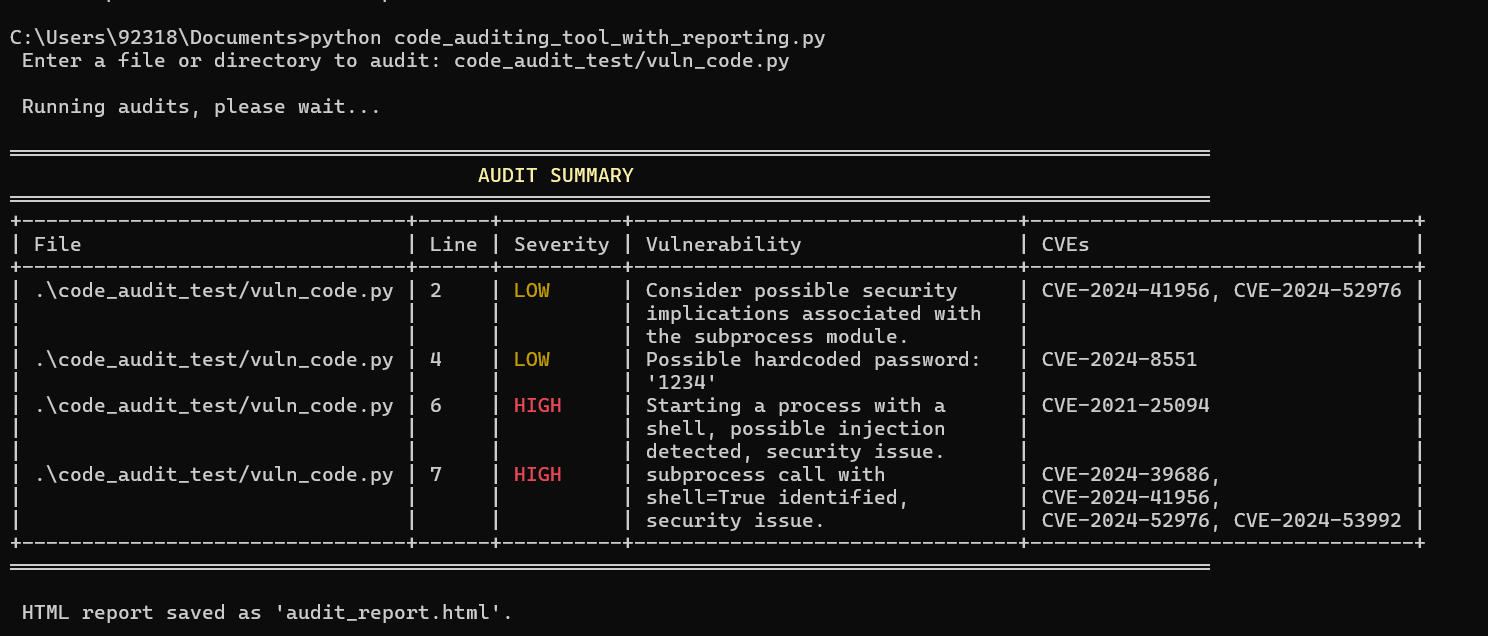 C:\Users\92318\Documents>python code_auditing_tool_with_reporting.py
Enter a file or directory to audit: code_audit_test/vuln_code.py
Running audits, please wait...
AUDIT SUMMARY
| File | Line | Severity | Vulnerability | CVEs |
| .\code_audit_test/vuln_code.py | 2 | LOW | Consider possible security | CVE-2024-41956, CVE-2024-52976 |
| | | | implications associated with | |
| | | | the subprocess module. | |
| .\code_audit_test/vuln_code.py | 4 | LOW | Possible hardcoded password: | CVE-2024-8551 |
| | | | '1234' | |
| .\code_audit_test/vuln_code.py | 6 | HIGH | Starting a process with a | CVE-2021-25094 |
| | | | shell, possible injection | |
| | | | detected, security issue. | |
| .\code_audit_test/vuln_code.py | 7 | HIGH | subprocess call with | CVE-2024-39686, |
| | | | shell=True identified, | CVE-2024-41956, |
| | | | security issue. | CVE-2024-52976, CVE-2024-53992 |
HTML report saved as 'audit_report.html'.